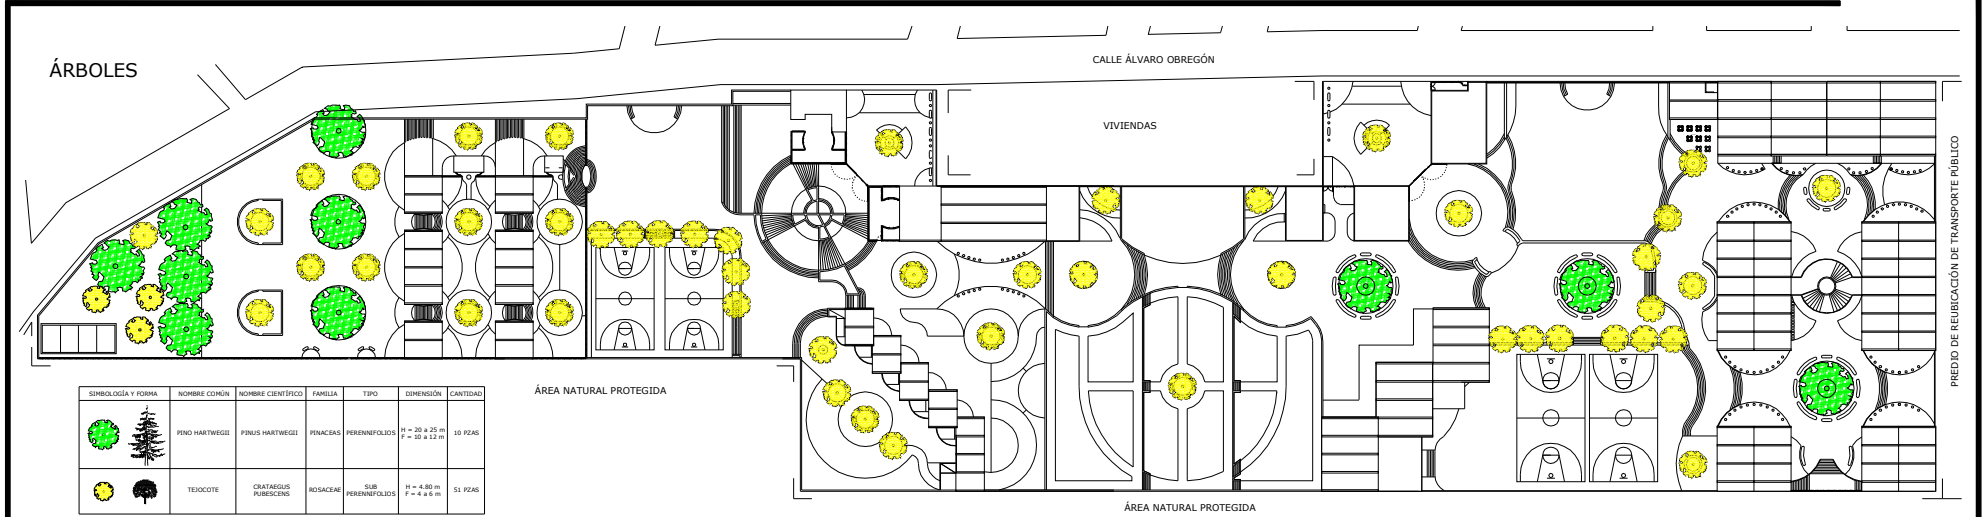 ÁRBOLES
CALLE ÁLVARO OBREGÓN
VIVIENDAS
PREDIO DE REUBICACIÓN DE TRANSPORTE PÚBLICO
ÁREA NATURAL PROTEGIDA
SIMBOLOGÍA Y FORMA NOMBRE COMÚN NOMBRE CIENTÍFICO FAMILIA TIPO DIMENSIÓN CANTIDAD
PINO HARTWEGII PINUS HARTWEGII PINACEAS PERENNIFOLIOS H = 20 a 25 m F = 10 a 12 m 10 PZAS
TEJOCOTE CRATAEGUS PUBESCENS ROSACEAE SUB PERENNIFOLIOS H = 4.80 m F = 4 a 6 m 51 PZAS
ÁREA NATURAL PROTEGIDA